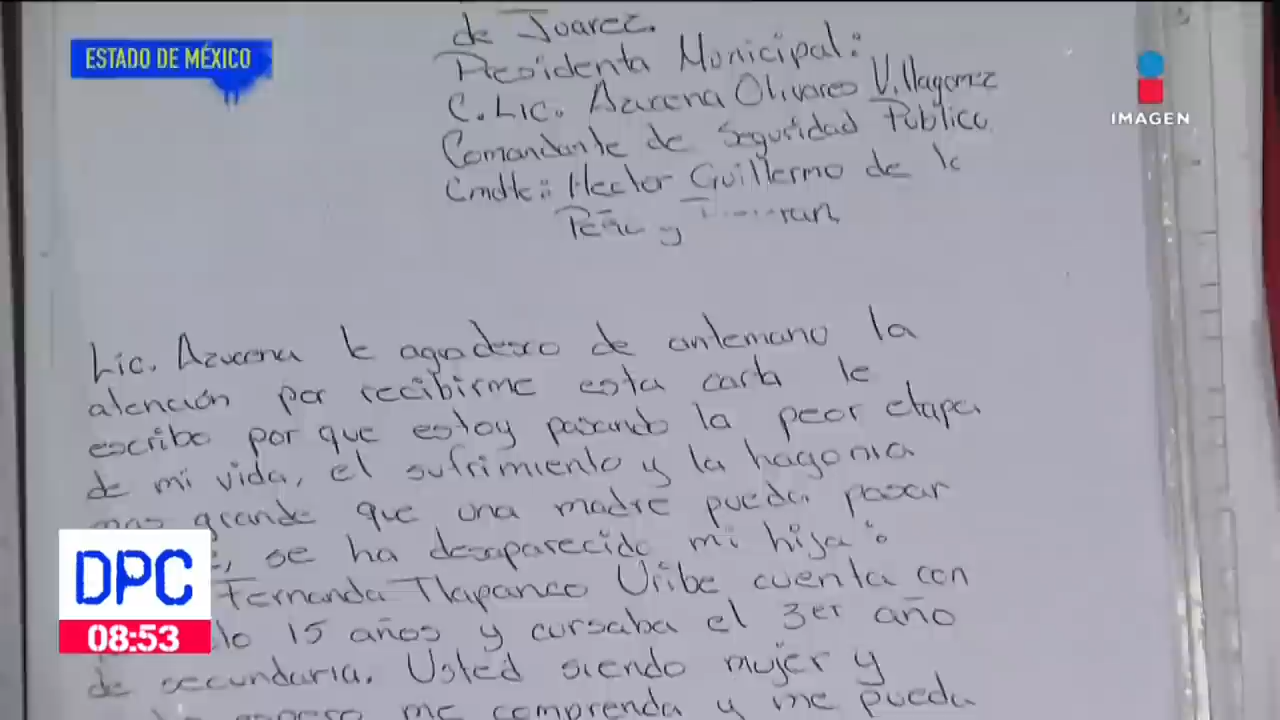 ESTADO DE MÉXICO
IMAGEN
de Juarez.
Presidenta Municipal:
C. Lic. Azucena Olivares Villagomez
Comandante de Seguridad Publica
Cmdte:: Hector Guillermo de la
Peña y
Lic. Azucena le agradesco de antemano la
atención por recibirme esta carta le
escribo por que estoy pasando la peor etapa
de mi vida, el sufrimiento y la hagonia
mas grande que una madre pueda pasar
, se ha desaparecido mi hija:
Fernanda Tlapanco Uribe cuenta con
15 años y cursaba el 3er año
de secundaria. Usted siendo mujer y
espero me comprenda y me pueda
DPC
08:53